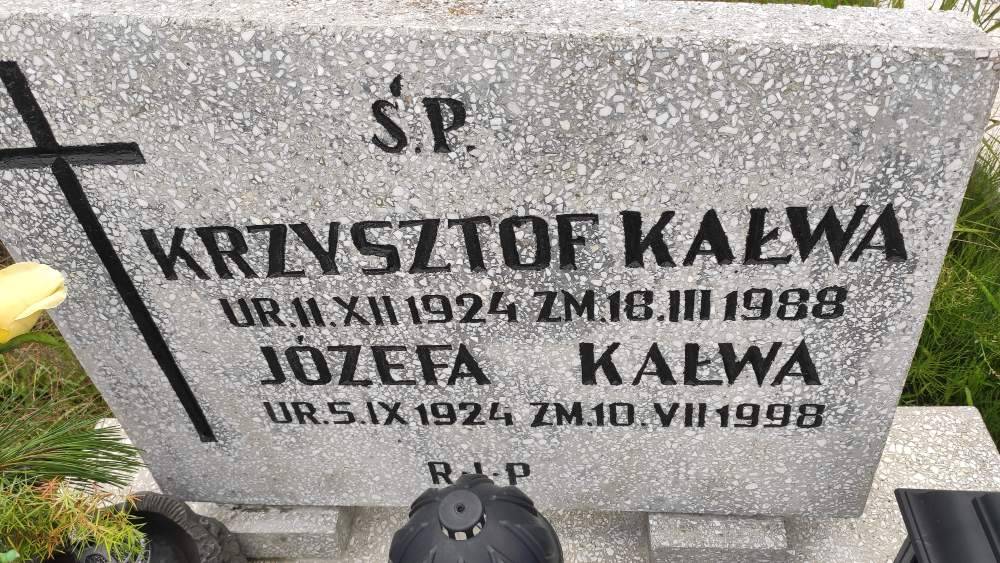 Ś.P.
KRZYSZTOF KAŁWA
UR.11.XII 1924 ZM.18.III 1988
JÓZEFA KAŁWA
UR.5.IX 1924 ZM.10.VII 1998
R·I·P